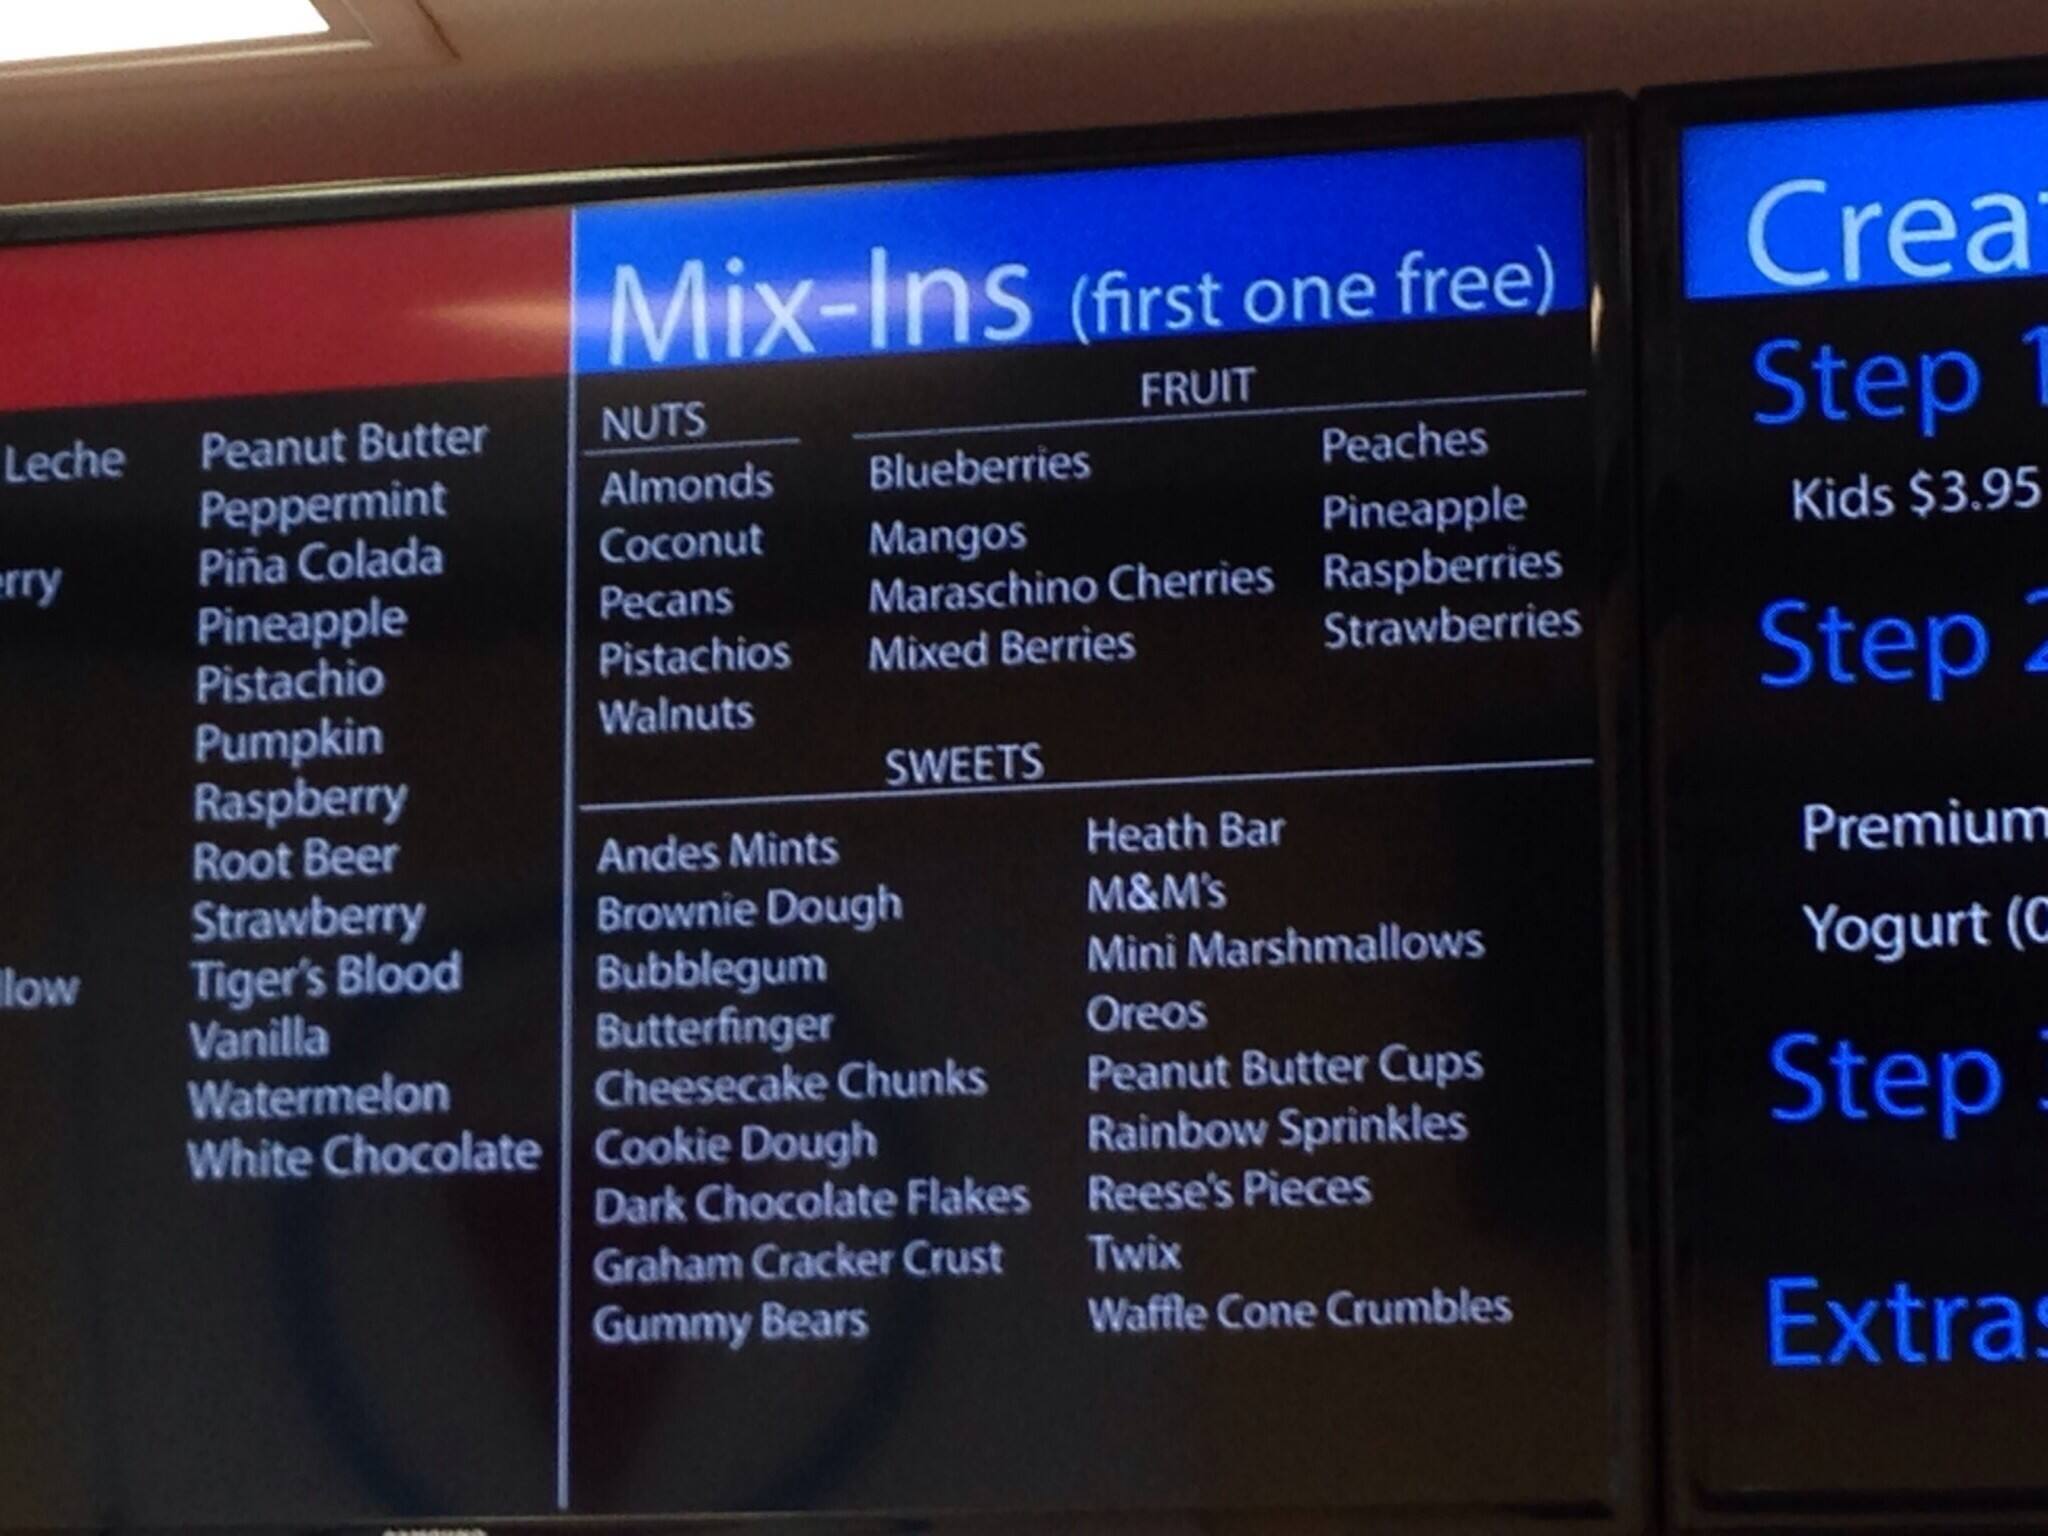 Leche
Peanut Butter
Peppermint
Piña Colada
Pineapple
Pistachio
Pumpkin
Raspberry
Root Beer
Strawberry
Tiger's Blood
Vanilla
Watermelon
White Chocolate
Mix-Ins (first one free)
NUTS
Almonds
Coconut
Pecans
Pistachios
Walnuts
FRUIT
Blueberries
Mangos
Maraschino Cherries
Mixed Berries
Peaches
Pineapple
Raspberries
Strawberries
SWEETS
Andes Mints
Brownie Dough
Bubblegum
Butterfinger
Cheesecake Chunks
Cookie Dough
Dark Chocolate Flakes
Graham Cracker Crust
Gummy Bears
Heath Bar
M&M's
Mini Marshmallows
Oreos
Peanut Butter Cups
Rainbow Sprinkles
Reese's Pieces
Twix
Waffle Cone Crumbles
Step 1
Kids $3.95
Step 2
Premium
Yogurt
Step
Extras